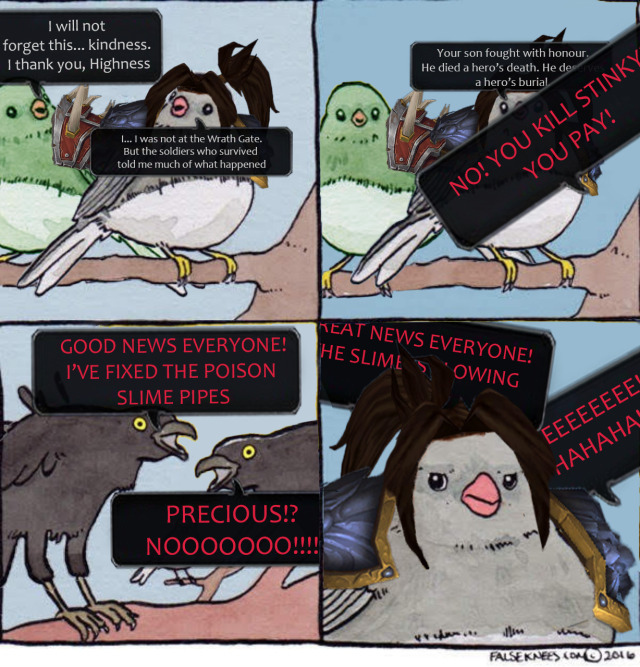 I will not
forget this... kindness.
I thank you, Highness
I... I was not at the Wrath Gate.
But the soldiers who survived
told me much of what happened
Your son fought with honour.
He died a hero's death. He
a hero's burial
NO! YOU KILL STINKY
YOU PAY!
GOOD NEWS EVERYONE!
I'VE FIXED THE POISON
SLIME PIPES
PRECIOUS!?
NOOOOOOO!!!!
REAT NEWS EVERYONE!
HE SLIME OWING
EEEEEEEE
HAHAHA
FALSEKNEES.COM © 2016